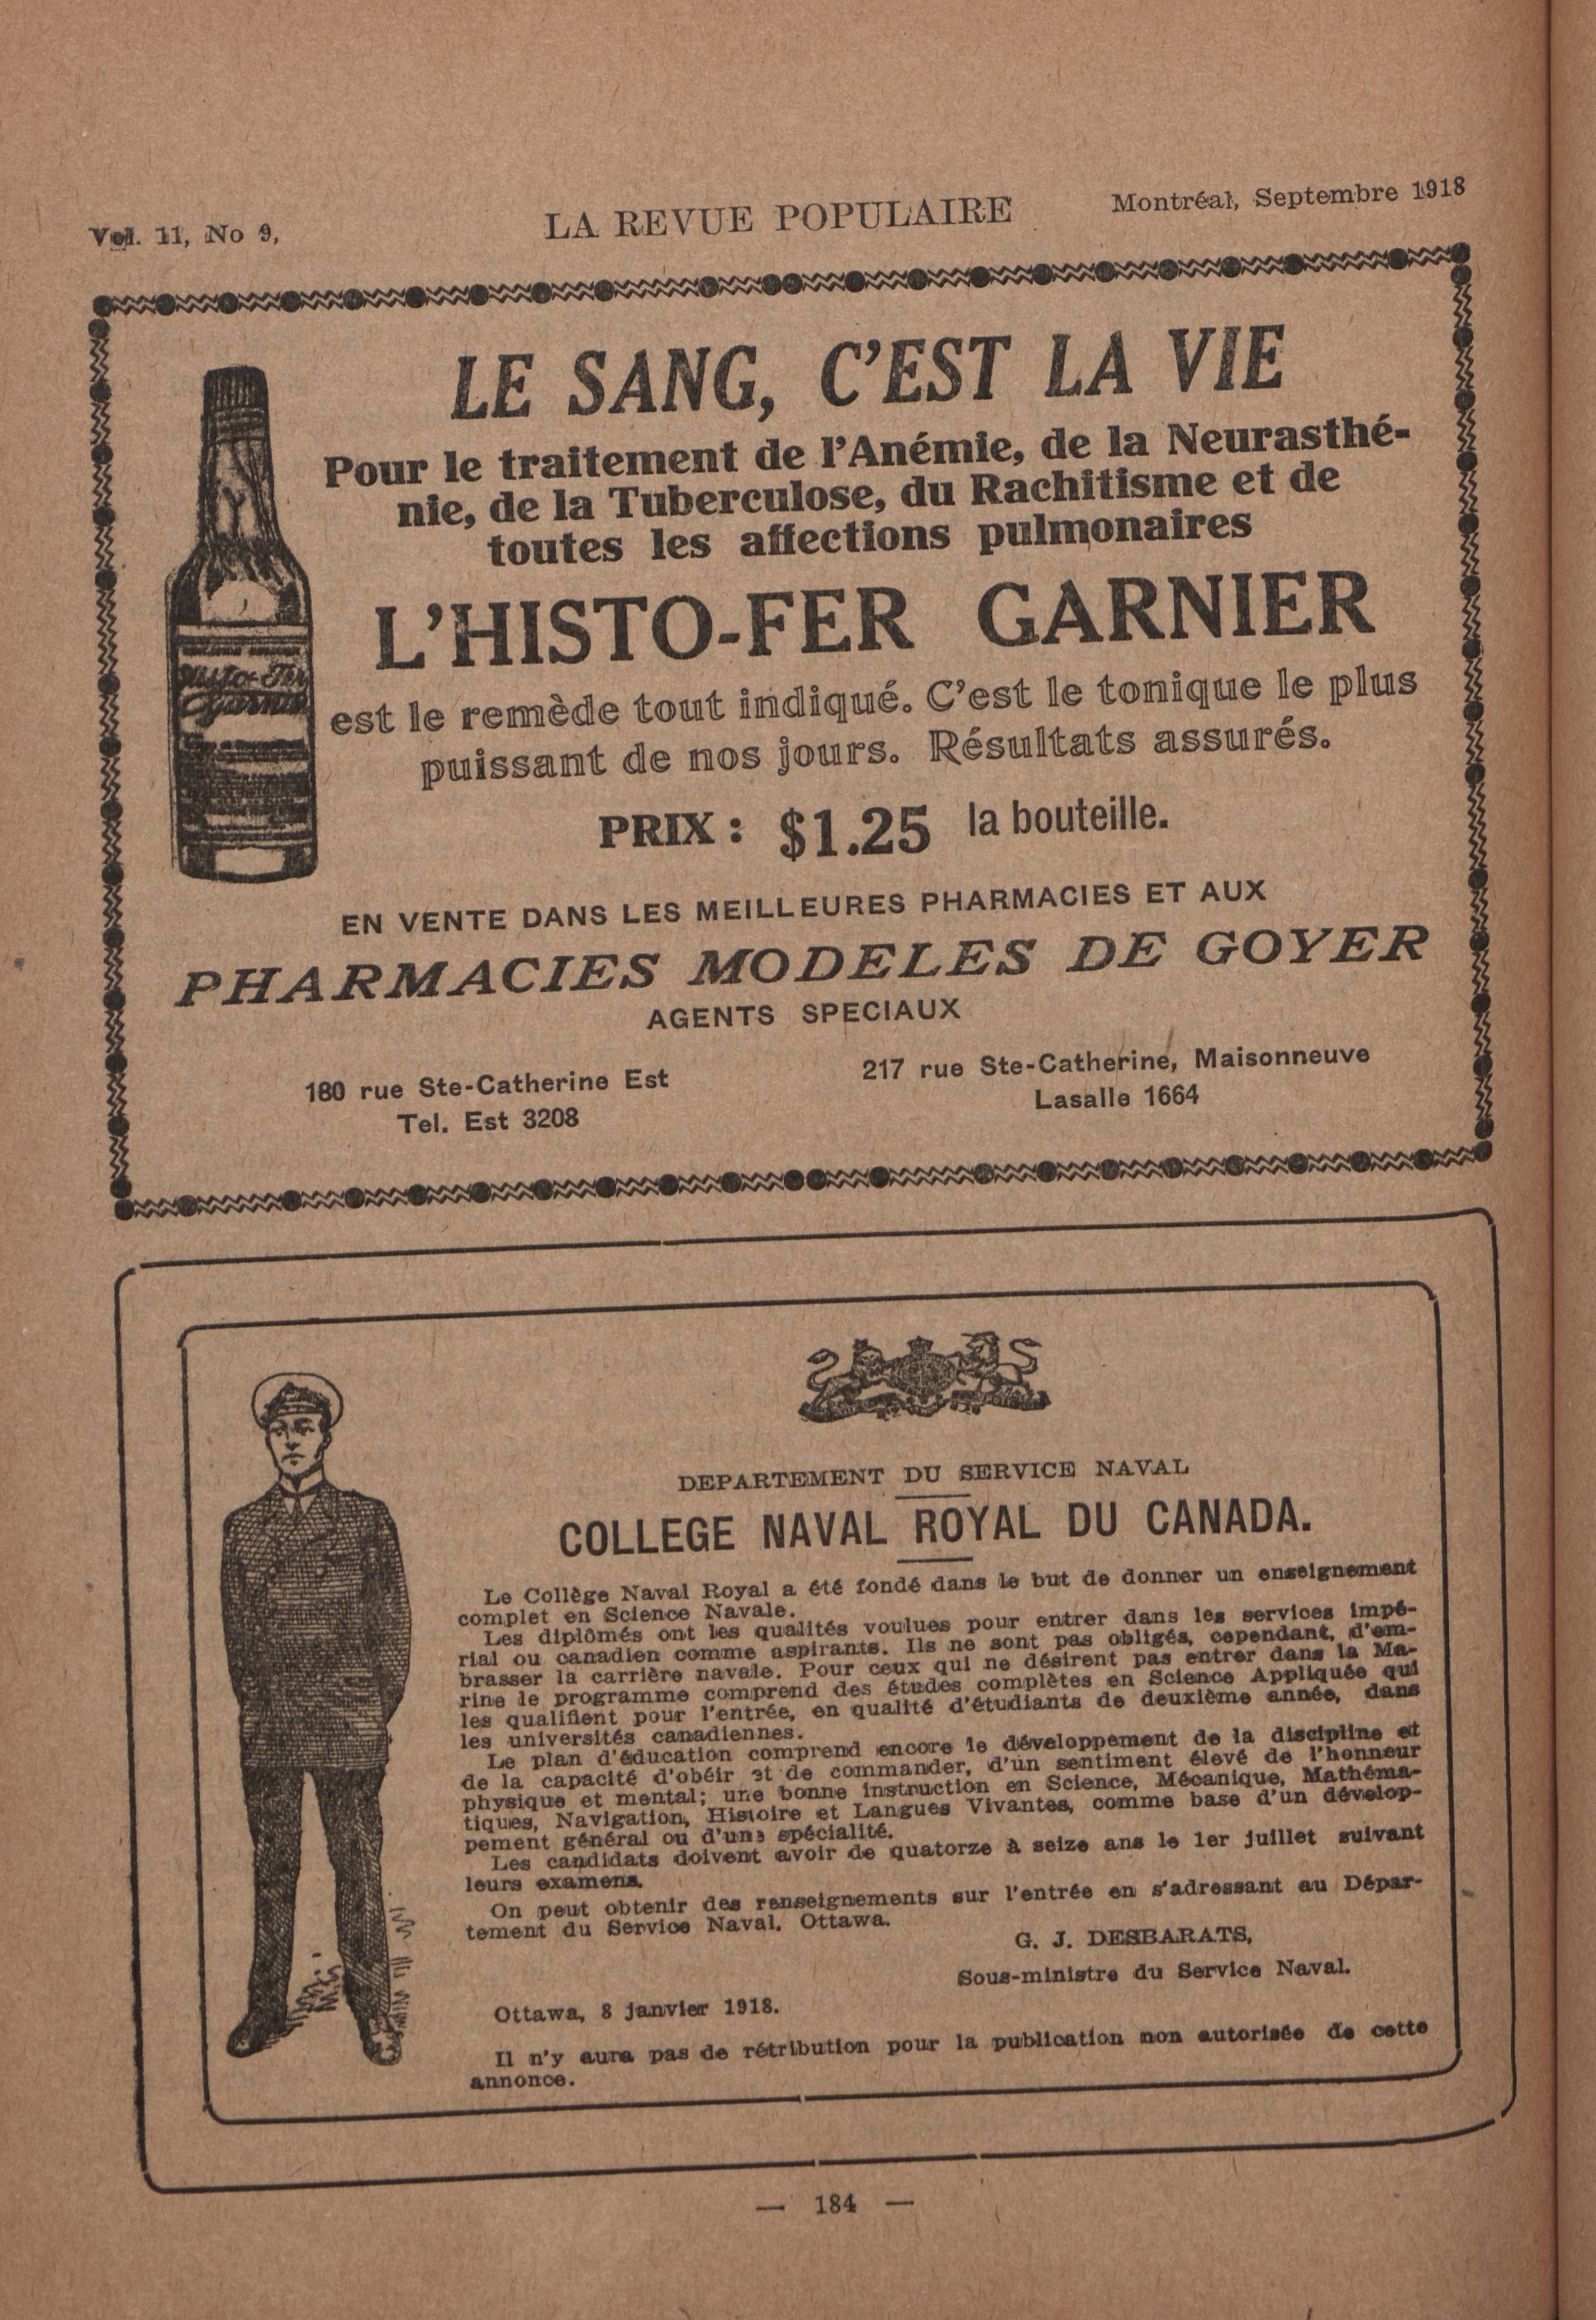 Vol. 11, No 9,
LA REVUE POPULAIRE
Montréal, Septembre 1918
LE SANG, C'EST LA VIE
Pour le traitement de l'Anémie, de la Neurasthé-
nie, de la Tuberculose, du Rachitisme et de
toutes les affections pulmonaires
L'HISTO-FER GARNIER
Histo-Fer
Garnier
est le remède tout indiqué. C'est le tonique le plus
puissant de nos jours. Résultats assurés.
PRIX : $1.25 la bouteille.
EN VENTE DANS LES MEILLEURES PHARMACIES ET AUX
PHARMACIES MODELES DE GOYER
AGENTS SPECIAUX
180 rue Ste-Catherine Est
Tel. Est 3208
217 rue Ste-Catherine, Maisonneuve
Lasalle 1664
DEPARTEMENT DU SERVICE NAVAL
COLLEGE NAVAL ROYAL DU CANADA.
Le Collège Naval Royal a été fondé dans le but de donner un enseignement
complet en Science Navale.
Les diplômés ont les qualités voulues pour entrer dans les services impé-
rial ou canadien comme aspirants. Ils ne sont pas obligés, cependant, d'em-
brasser la carrière navale. Pour ceux qui ne désirent pas entrer dans la Ma-
rine le programme comprend des études complètes en Science Appliquée qui
les qualifient pour l'entrée, en qualité d'étudiants de deuxième année, dans
les universités canadiennes.
Le plan d'éducation comprend encore le développement de la discipline et
de la capacité d'obéir et de commander, d'un sentiment élevé de l'honneur
physique et mental; une bonne instruction en Science, Mécanique, Mathéma-
tiques, Navigation, Histoire et Langues Vivantes, comme base d'un dévelop-
pement général ou d'une spécialité.
Les candidats doivent avoir de quatorze à seize ans le 1er juillet suivant
leurs examens.
On peut obtenir des renseignements sur l'entrée en s'adressant au Dépar-
tement du Service Naval, Ottawa.
G. J. DESBARATS,
Sous-ministre du Service Naval.
Ottawa, 8 janvier 1918.
Il n'y aura pas de rétribution pour la publication non autorisée de cette
annonce.
— 184 —